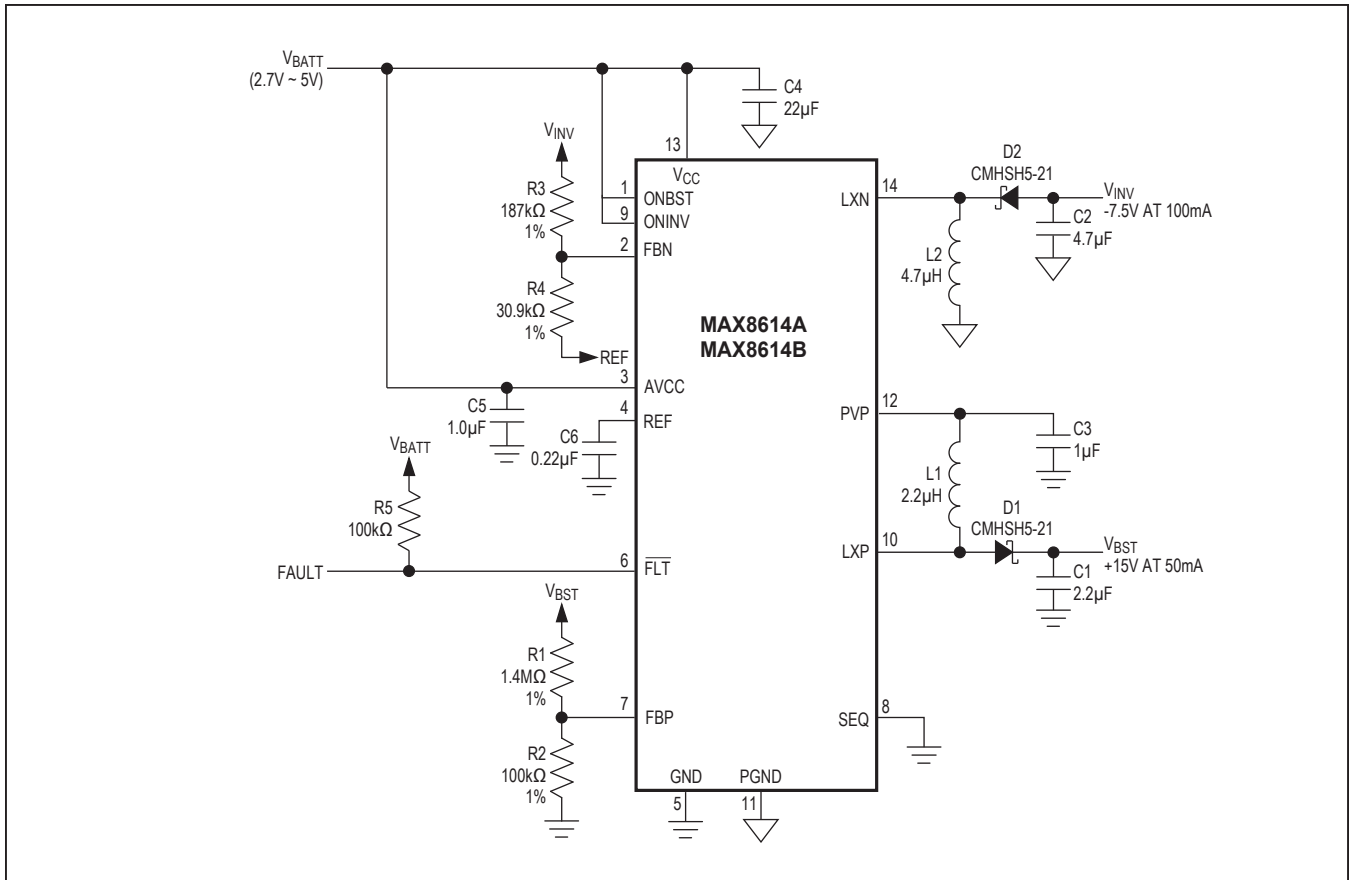 VBATT
(2.7V ~ 5V)
C4
22µF
VINV
13
VCC
D2
CMHSH5-21
R3
187kΩ
1%
1
ONBST
9
ONINV
2
FBN
LXN
14
VINV
-7.5V AT 100mA
C2
4.7µF
L2
4.7µH
R4
30.9kΩ
1%
REF
MAX8614A
MAX8614B
3
AVCC
C5
1.0µF
4
REF
C6
0.22µF
PVP
12
C3
1µF
L1
2.2µH
VBATT
R5
100kΩ
D1
CMHSH5-21
LXP
10
VBST
+15V AT 50mA
C1
2.2µF
FAULT
6
FLT
VBST
R1
1.4MΩ
1%
7
FBP
SEQ
8
R2
100kΩ
1%
GND
PGND
5
11